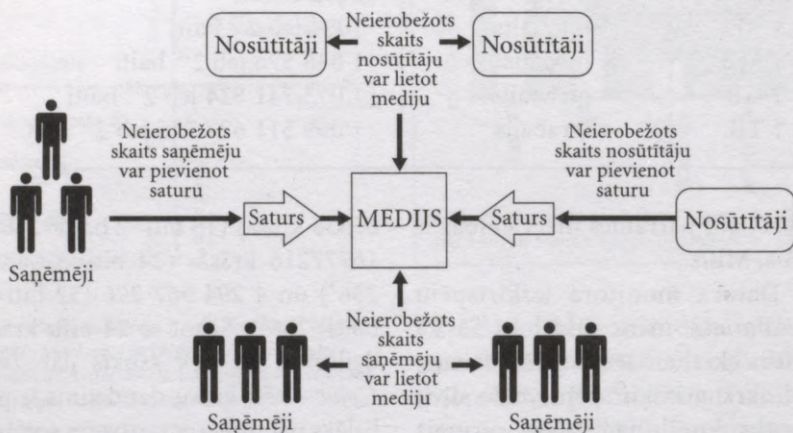 Nosūtītāji
Neierobežots
skaits
nosūtītāju
var lietot
mediju
Nosūtītāji
Neierobežots
skaits saņēmēju
var pievienot
saturu
Neierobežots
skaits nosūtītāju
var pievienot
saturu
Saturs
MEDIJS
Saturs
Nosūtītāji
Saņēmēji
Neierobežots
skaits
saņēmēju
var lietot
mediju
Saņēmēji
Saņēmēji